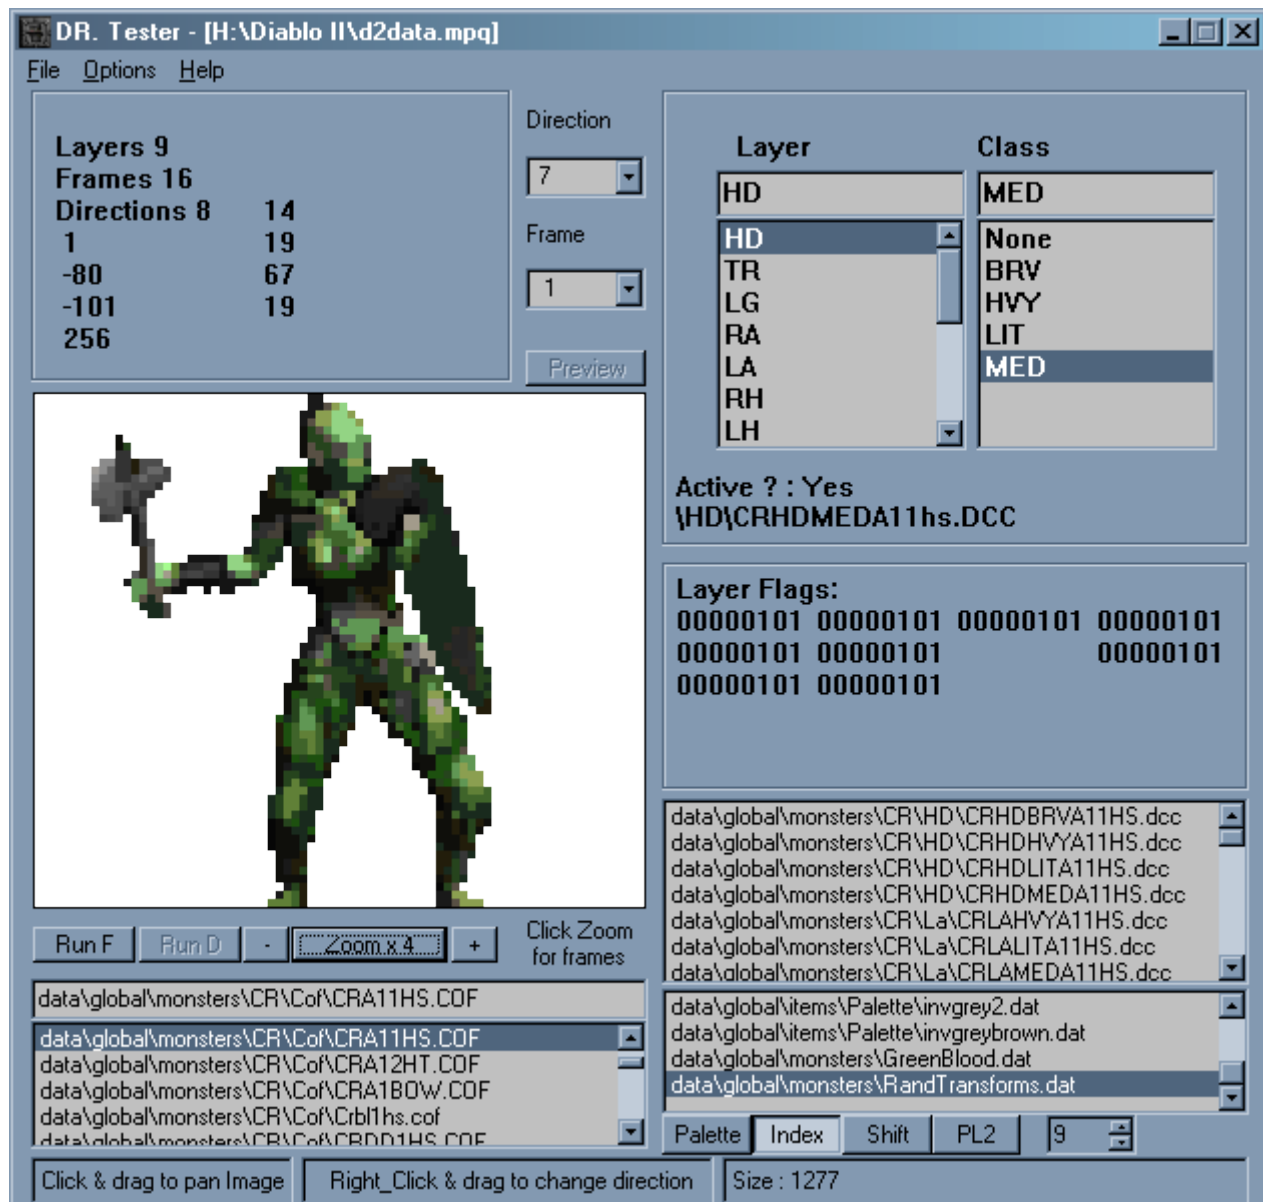 DR. Tester - [H:\Diablo II\d2data.mpq]
File Options Help
Layers 9
Frames 16
Directions 8 14
1 19
-80 67
-101 19
256
Direction
7
Frame
1
Preview
Layer Class
HD MED
HD
TR
LG
RA
LA
RH
LH
None
BRV
HVY
LIT
MED
Active ? : Yes
\HD\CRHDMEDA11hs.DCC
Layer Flags:
00000101 00000101 00000101 00000101
00000101 00000101 00000101
00000101 00000101
Run F Run D - Zoom x 4 + Click Zoom
for frames
data\global\monsters\CR\Cof\CRA11HS.COF
data\global\monsters\CR\Cof\CRA11HS.COF
data\global\monsters\CR\Cof\CRA12HT.COF
data\global\monsters\CR\Cof\CRA1BOW.COF
data\global\monsters\CR\Cof\Crbl1hs.cof
data\global\monsters\CR\Cof\CRDD1HS.COF
data\global\monsters\CR\HD\CRHDBRVA11HS.dcc
data\global\monsters\CR\HD\CRHDHVYA11HS.dcc
data\global\monsters\CR\HD\CRHDLITA11HS.dcc
data\global\monsters\CR\HD\CRHDMEDA11HS.dcc
data\global\monsters\CR\La\CRLAHVYA11HS.dcc
data\global\monsters\CR\La\CRLALITA11HS.dcc
data\global\monsters\CR\La\CRLAMEDA11HS.dcc
data\global\items\Palette\invgrey2.dat
data\global\items\Palette\invgreybrown.dat
data\global\monsters\GreenBlood.dat
data\global\monsters\RandTransforms.dat
Palette Index Shift PL2 9
Click & drag to pan Image Right_Click & drag to change direction Size : 1277